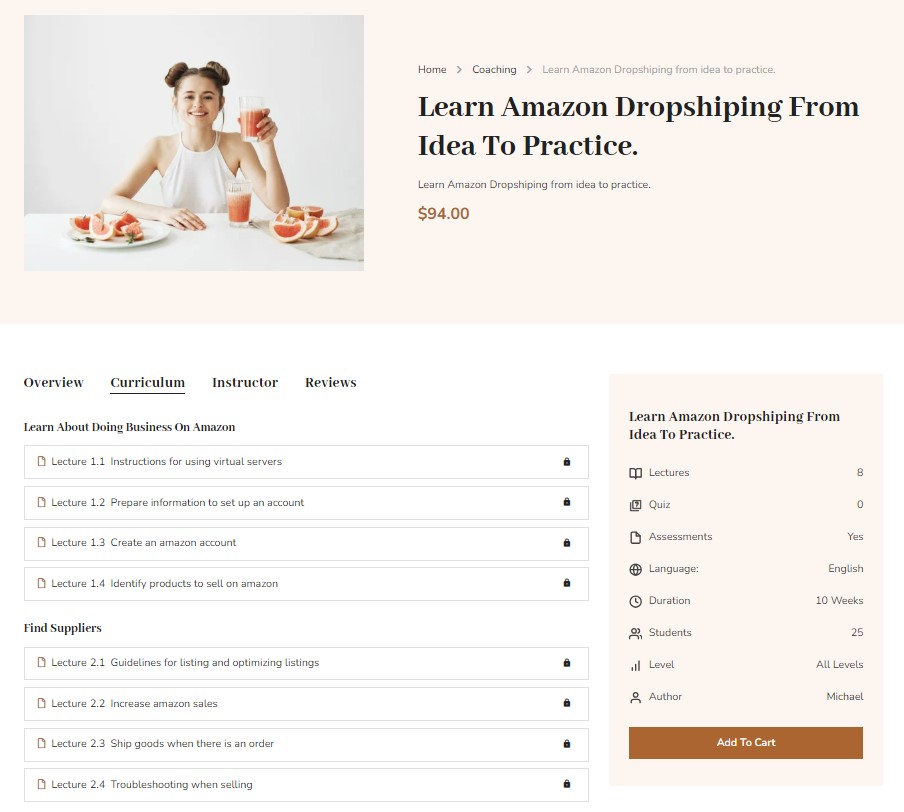 Home > Coaching > Learn Amazon Dropshiping from idea to practice.
Learn Amazon Dropshiping From
Idea To Practice.
Learn Amazon Dropshiping from idea to practice.
$94.00
Overview Curriculum Instructor Reviews
Learn About Doing Business On Amazon
Lecture 1.1 Instructions for using virtual servers
Lecture 1.2 Prepare information to set up an account
Lecture 1.3 Create an amazon account
Lecture 1.4 Identify products to sell on amazon
Find Suppliers
Lecture 2.1 Guidelines for listing and optimizing listings
Lecture 2.2 Increase amazon sales
Lecture 2.3 Ship goods when there is an order
Lecture 2.4 Troubleshooting when selling
Learn Amazon Dropshiping From
Idea To Practice.
Lectures 8
Quiz 0
Assessments Yes
Language: English
Duration 10 Weeks
Students 25
Level All Levels
Author Michael
Add To Cart